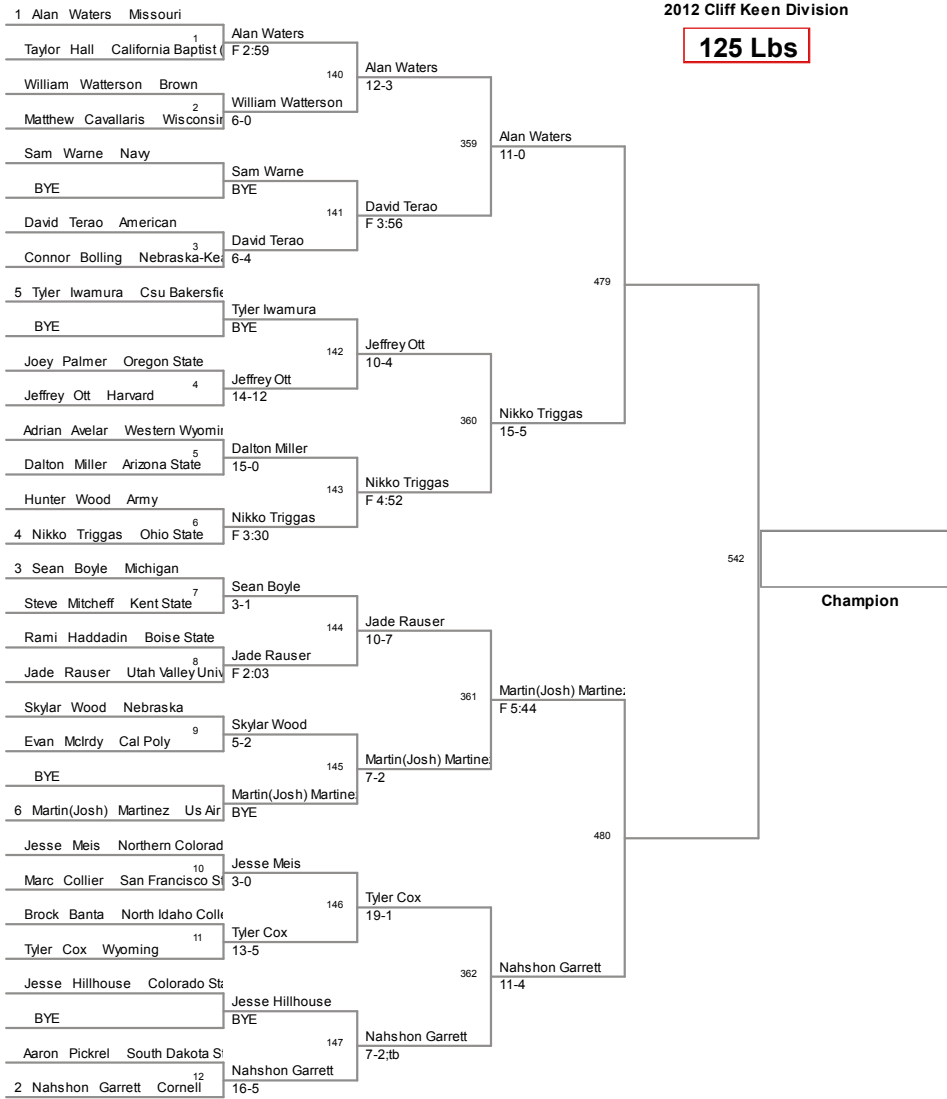 2012 Cliff Keen Division
125 Lbs
1 Alan Waters Missouri
1
Taylor Hall California Baptist (
Alan Waters
F 2:59
140
William Watterson Brown
2
Matthew Cavallaris Wisconsin
William Watterson
6-0
Alan Waters
12-3
359
Sam Warne Navy
BYE
Sam Warne
BYE
141
David Terao American
3
Connor Bolling Nebraska-Kea
David Terao
6-4
David Terao
F 3:56
Alan Waters
11-0
479
5 Tyler Iwamura Csu Bakersfie
BYE
Tyler Iwamura
BYE
142
Joey Palmer Oregon State
4
Jeffrey Ott Harvard
Jeffrey Ott
14-12
Jeffrey Ott
10-4
360
Adrian Avelar Western Wyomin
5
Dalton Miller Arizona State
Dalton Miller
15-0
143
Hunter Wood Army
6
4 Nikko Triggas Ohio State
Nikko Triggas
F 3:30
Nikko Triggas
F 4:52
Nikko Triggas
15-5
542
Champion
3 Sean Boyle Michigan
7
Steve Mitcheff Kent State
Sean Boyle
3-1
144
Rami Haddadin Boise State
8
Jade Rauser Utah Valley Univ
Jade Rauser
F 2:03
Jade Rauser
10-7
361
Skylar Wood Nebraska
9
Evan McIrdy Cal Poly
Skylar Wood
5-2
145
BYE
6 Martin(Josh) Martinez Us Air
Martin(Josh) Martine
BYE
Martin(Josh) Martine
7-2
Martin(Josh) Martinez
F 5:44
480
Jesse Meis Northern Colorad
10
Marc Collier San Francisco St
Jesse Meis
3-0
146
Brock Banta North Idaho Colle
11
Tyler Cox Wyoming
Tyler Cox
13-5
Tyler Cox
19-1
362
Jesse Hillhouse Colorado Sta
BYE
Jesse Hillhouse
BYE
147
Aaron Pickrel South Dakota St
12
2 Nahshon Garrett Cornell
Nahshon Garrett
16-5
Nahshon Garrett
7-2;tb
Nahshon Garrett
11-4